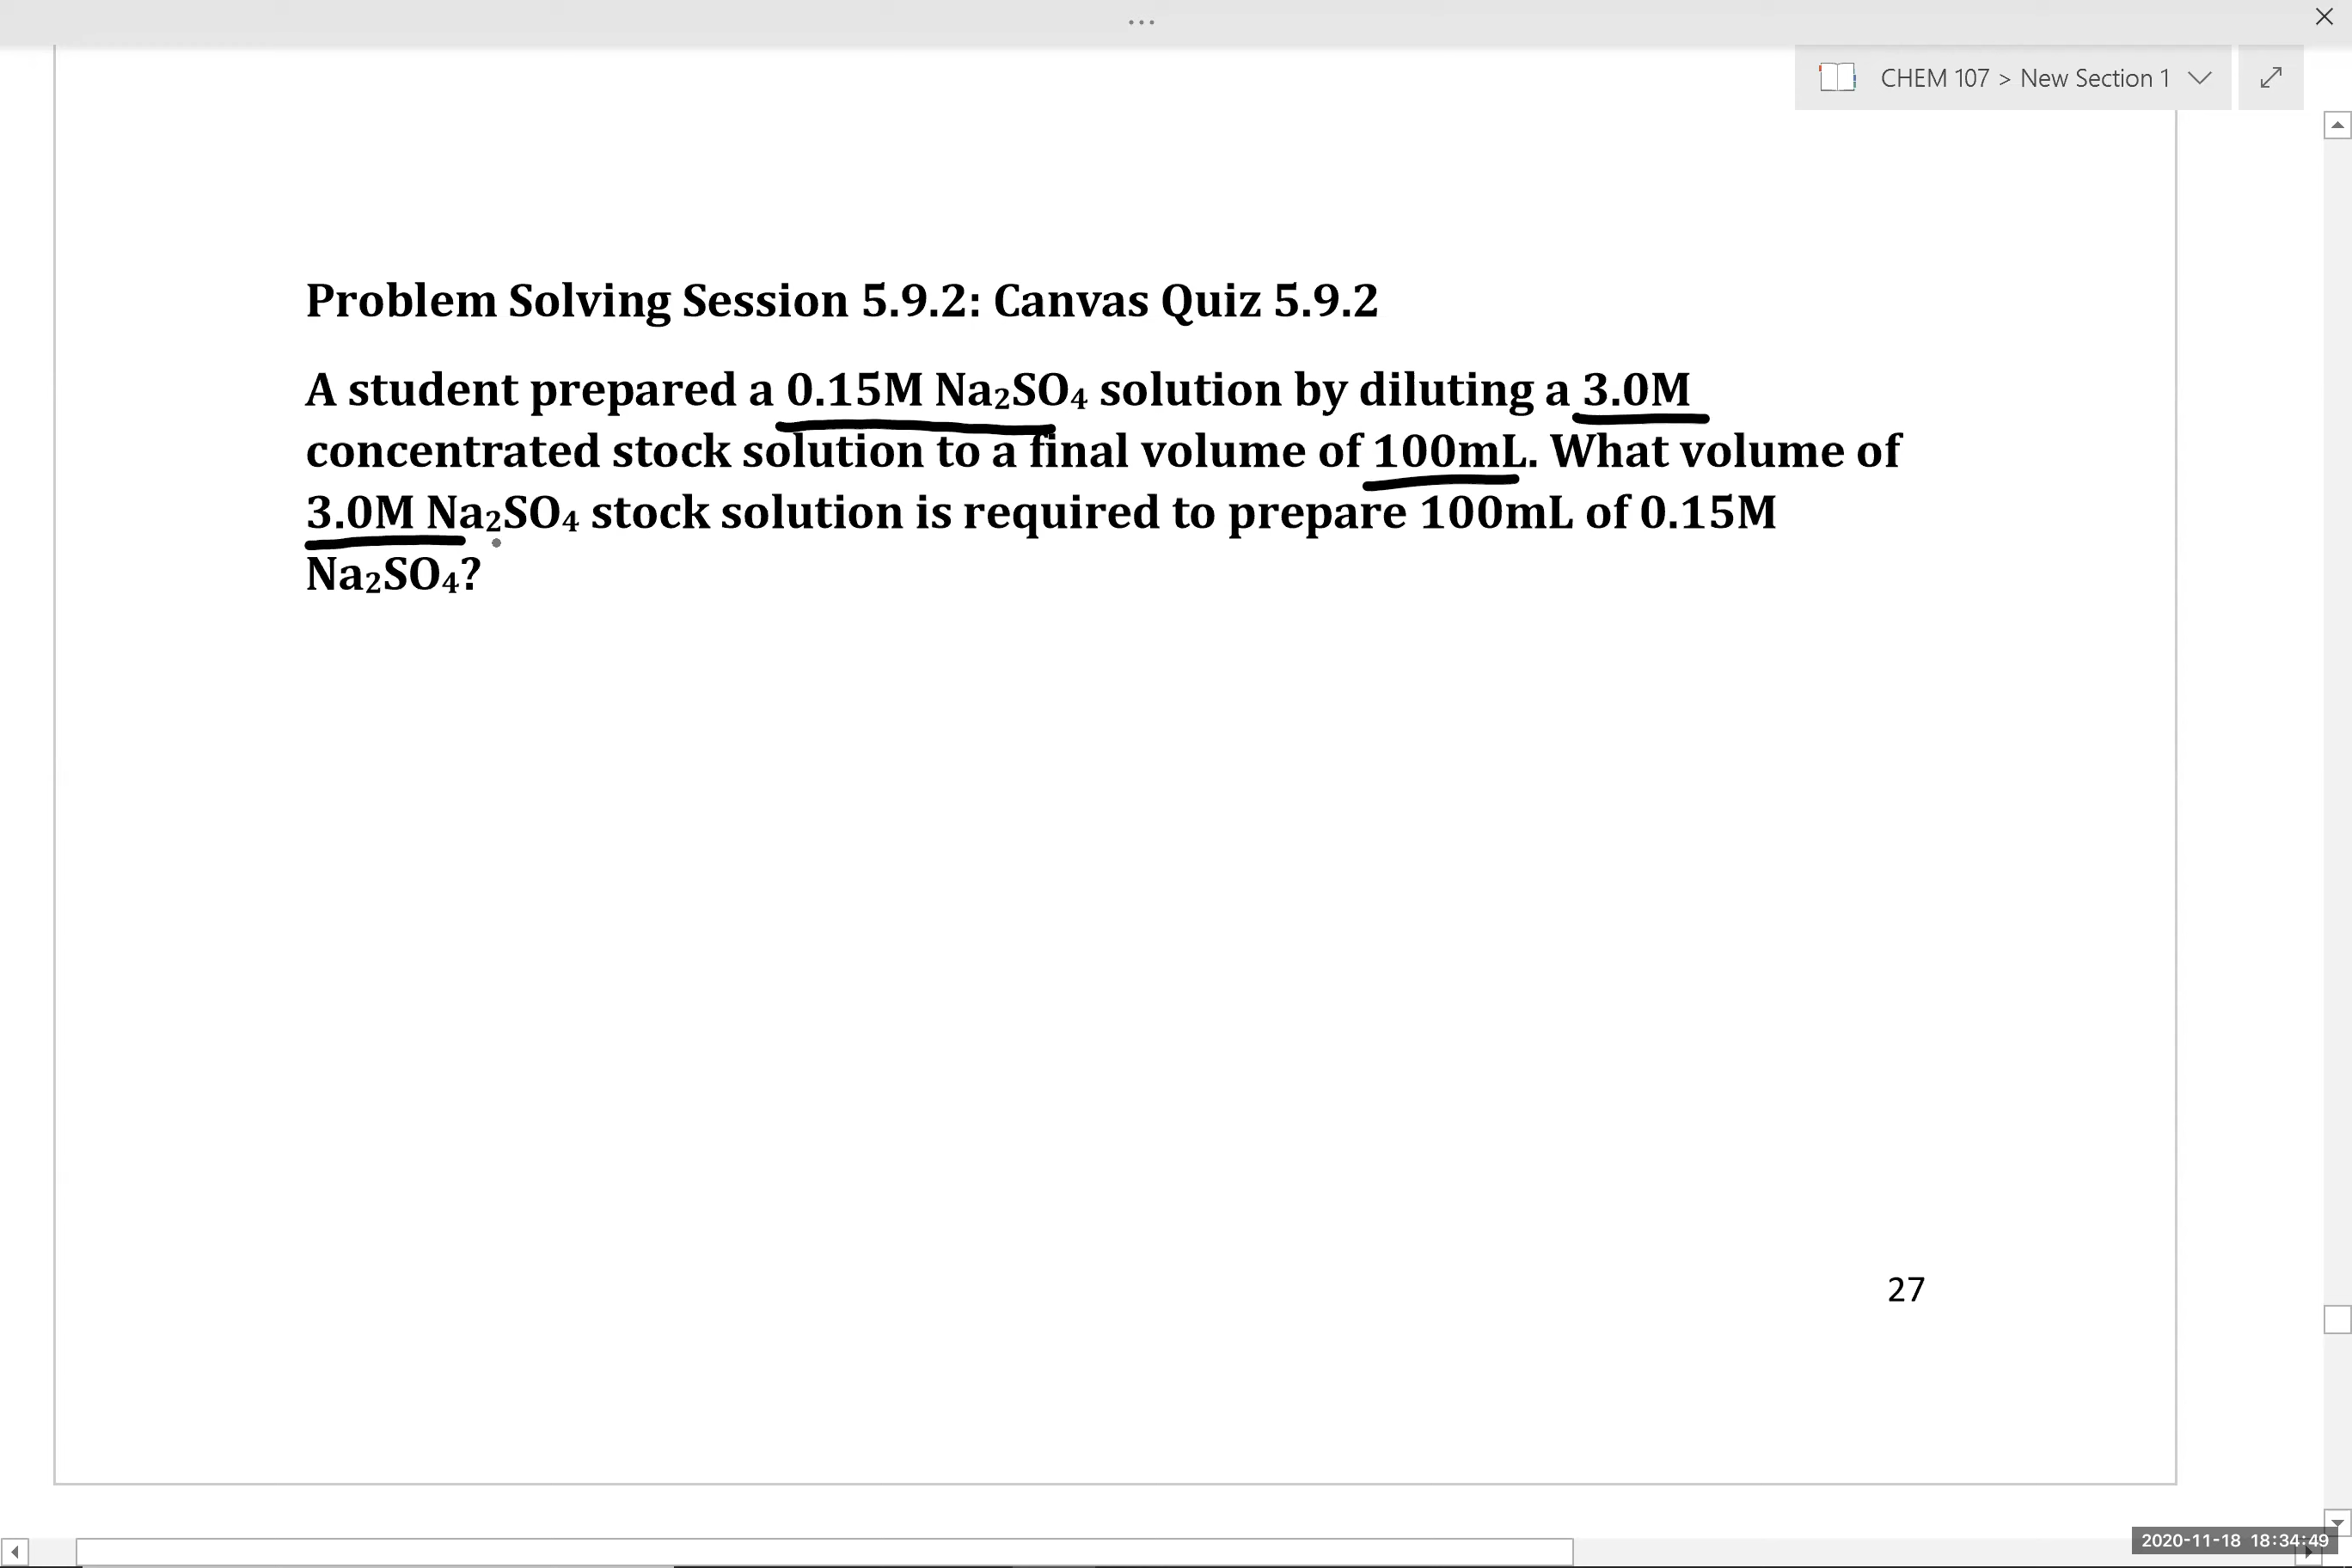 CHEM 107 > New Section 1
Problem Solving Session 5.9.2: Canvas Quiz 5.9.2
A student prepared a 0.15M Na₂SO₄ solution by diluting a 3.0M
concentrated stock solution to a final volume of 100mL. What volume of
3.0M Na₂SO₄ stock solution is required to prepare 100mL of 0.15M
Na₂SO₄?
27
2020-11-18 18:34:49